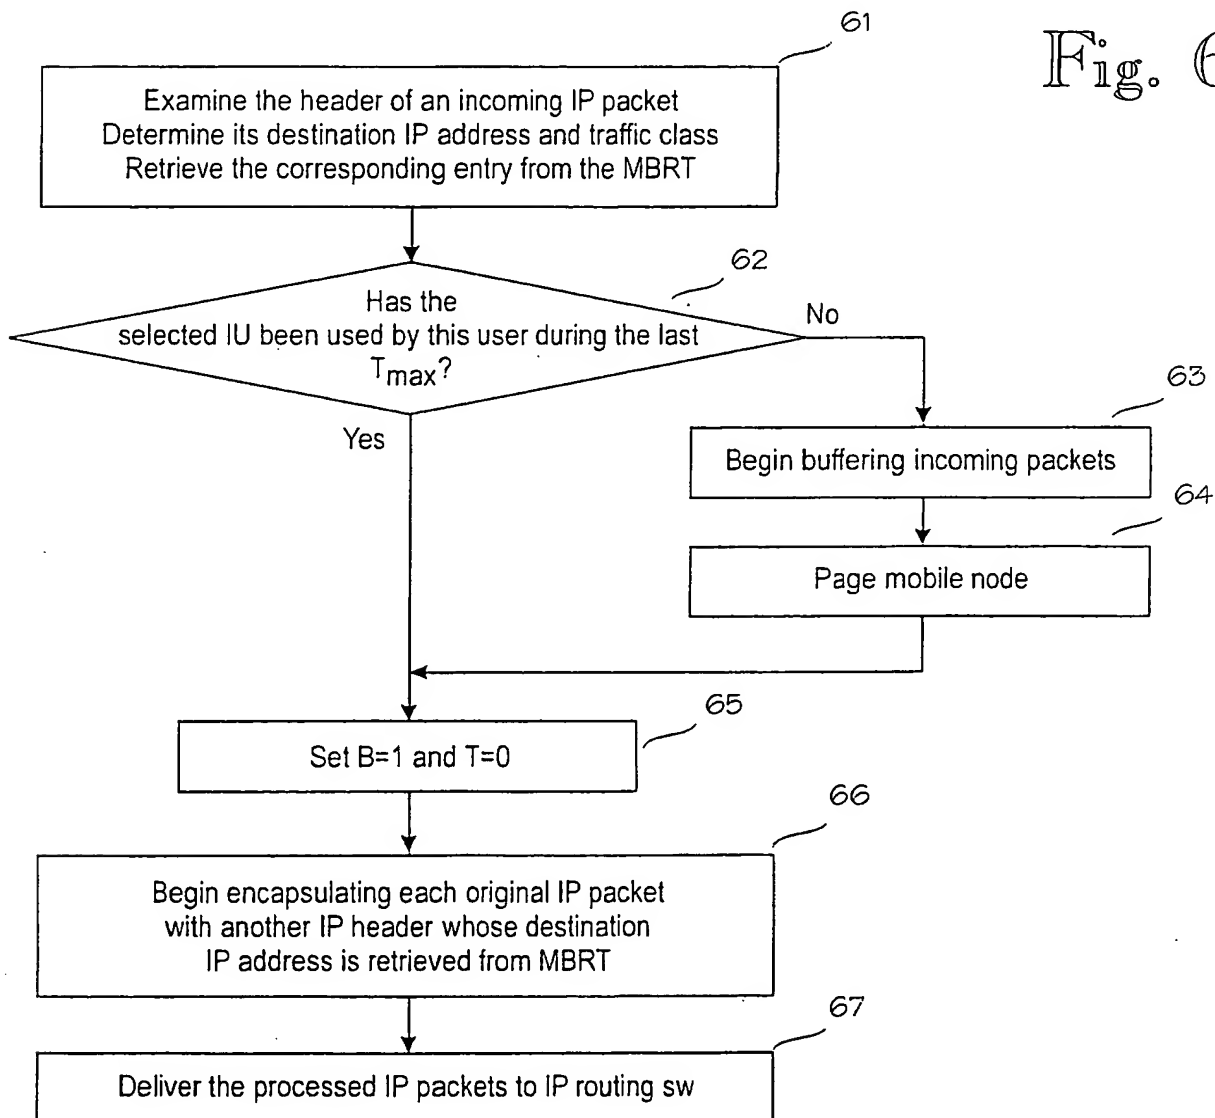 61
Fig. 6
Examine the header of an incoming IP packet
Determine its destination IP address and traffic class
Retrieve the corresponding entry from the MBRT
62
Has the
selected IU been used by this user during the last
Tmax?
No
Yes
63
Begin buffering incoming packets
64
Page mobile node
65
Set B=1 and T=0
66
Begin encapsulating each original IP packet
with another IP header whose destination
IP address is retrieved from MBRT
67
Deliver the processed IP packets to IP routing sw